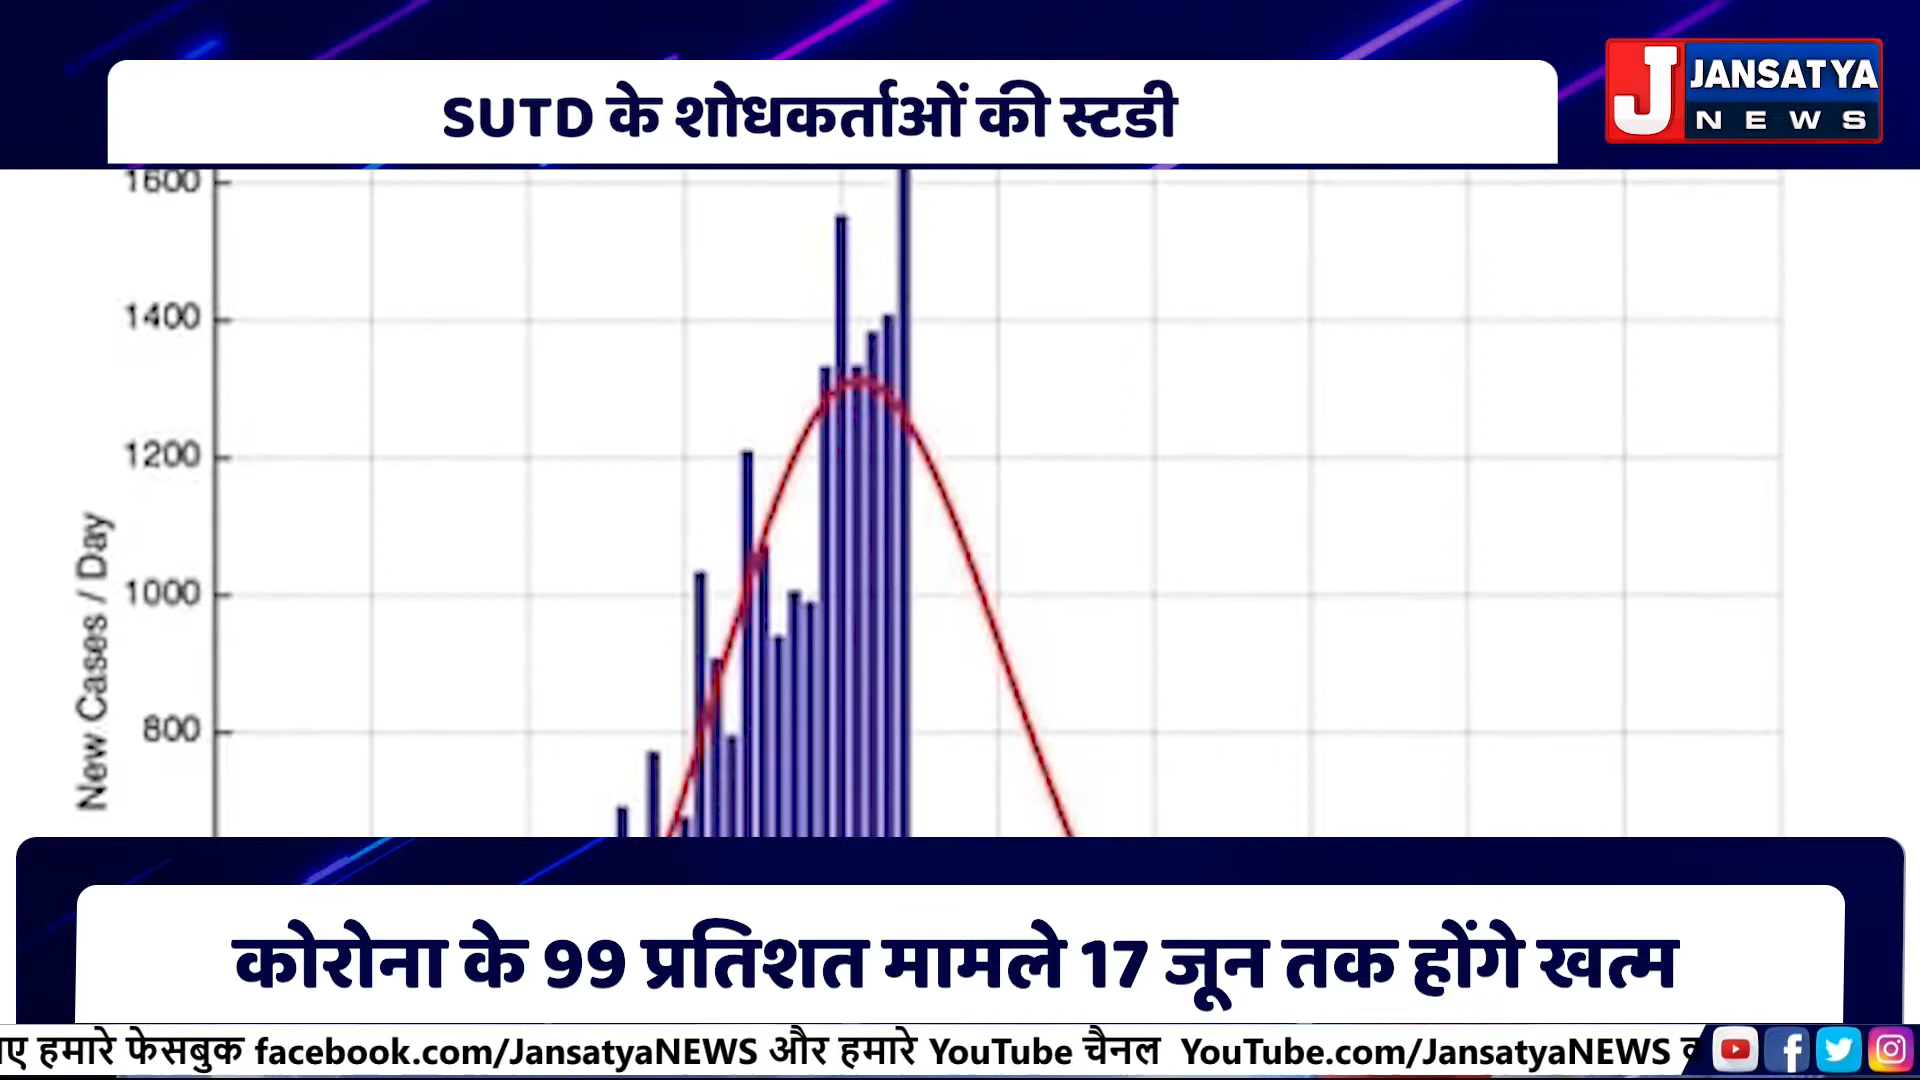 SUTD के शोधकर्ताओं की स्टडी
JANSATYA
NEWS
1600
1400
1200
1000
800
New Cases / Day
कोरोना के 99 प्रतिशत मामले 17 जून तक होंगे खत्म
हमारे फेसबुक facebook.com/JansatyaNEWS और हमारे YouTube चैनल YouTube.com/JansatyaNEWS